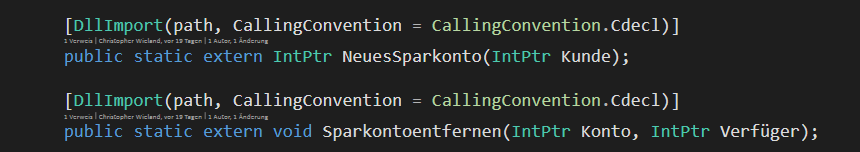 [DllImport(path, CallingConvention = CallingConvention.Cdecl)]
1 Verweis | Christopher Wieland, vor 19 Tagen | 1 Autor, 1 Änderung
public static extern IntPtr NeuesSparkonto(IntPtr Kunde);
[DllImport(path, CallingConvention = CallingConvention.Cdecl)]
1 Verweis | Christopher Wieland, vor 19 Tagen | 1 Autor, 1 Änderung
public static extern void Sparkontoentfernen(IntPtr Konto, IntPtr Verfüger);